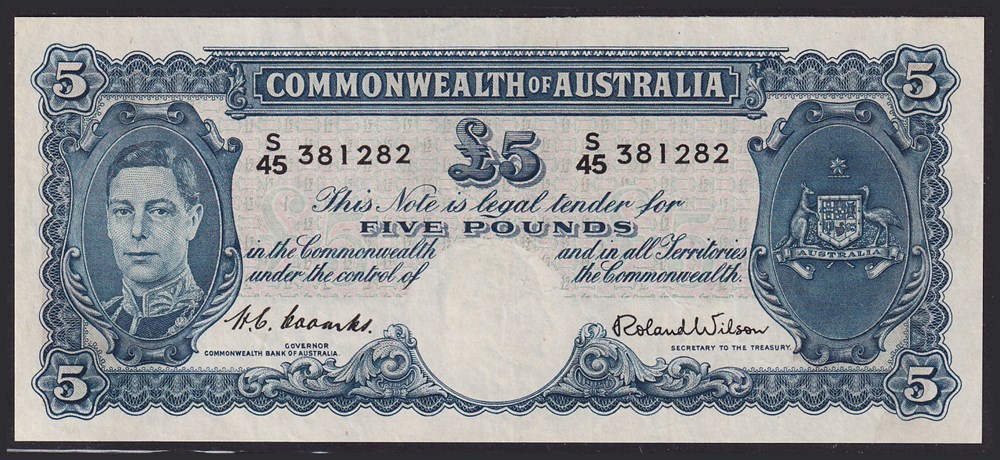 5 5
COMMONWEALTH OF AUSTRALIA
£5
S/45 381282 S/45 381282
This Note is legal tender for
FIVE POUNDS
in the Commonwealth and in all Territories
under the control of the Commonwealth.
AUSTRALIA
H.C. Coombs. Roland Wilson
GOVERNOR
COMMONWEALTH BANK OF AUSTRALIA. SECRETARY TO THE TREASURY.
5 5